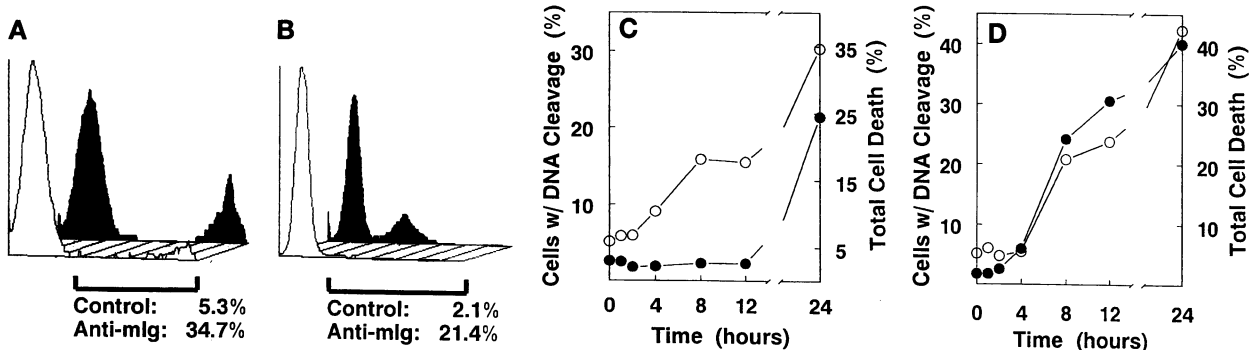 A
B
C
D
Control: 5.3%
Anti-mIg: 34.7%
Control: 2.1%
Anti-mIg: 21.4%
Cells w/ DNA Cleavage (%)
30
20
10
35
25
15
5
Total Cell Death (%)
0 4 8 12 24
Time (hours)
Cells w/ DNA Cleavage (%)
40
30
20
10
40
30
20
10
Total Cell Death (%)
0 4 8 12 24
Time (hours)